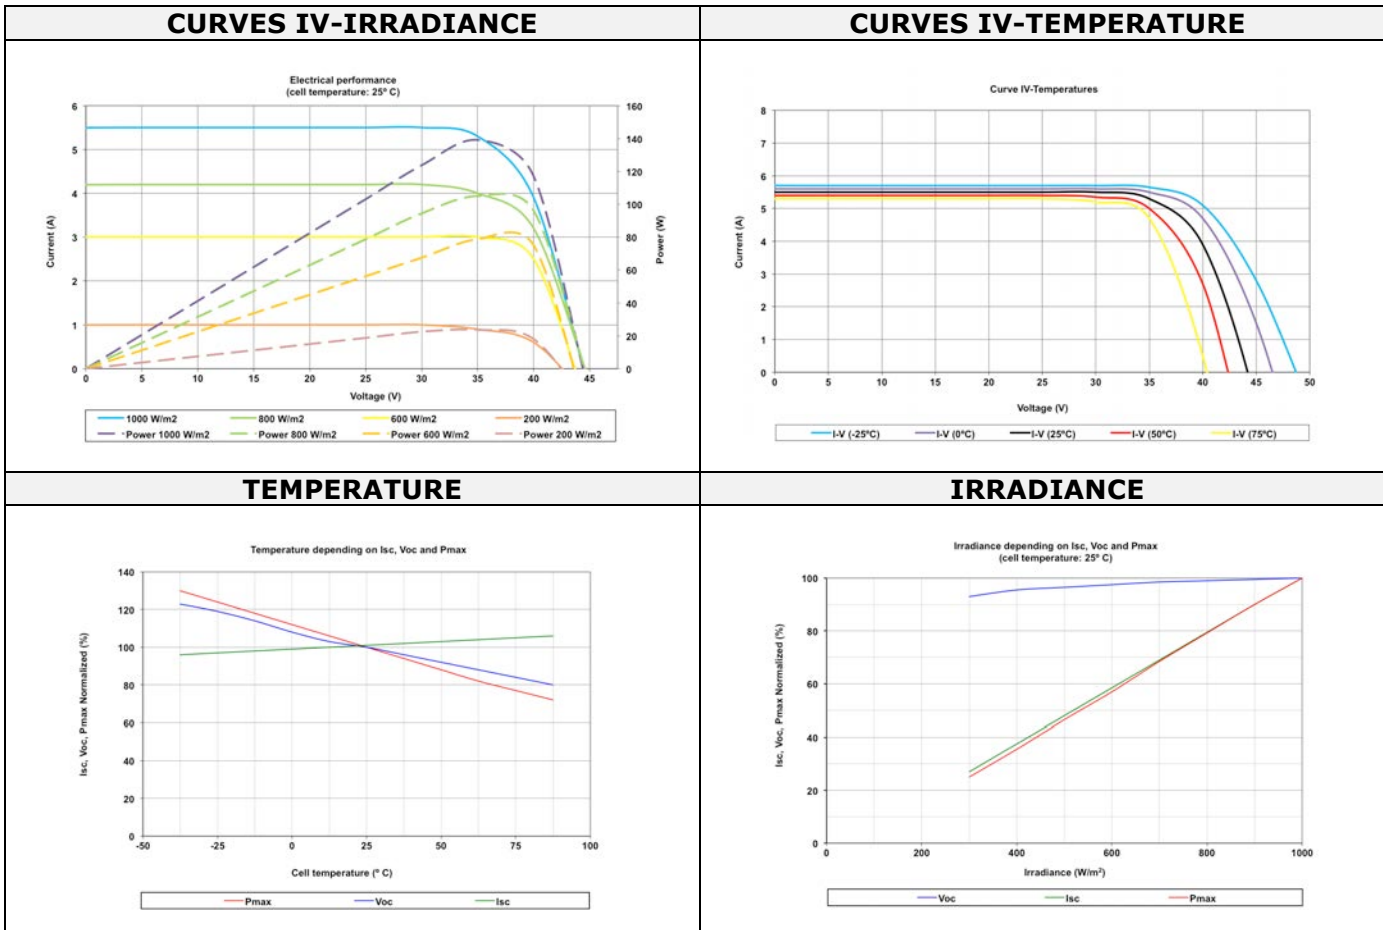 CURVES IV-IRRADIANCE
Electrical performance
(cell temperature: 25º C)
6
5
4
3
2
1
0
Current (A)
160
140
120
100
80
60
40
20
0
Power (W)
0 5 10 15 20 25 30 35 40 45
Voltage (V)
1000 W/m2 800 W/m2 600 W/m2 200 W/m2
Power 1000 W/m2 Power 800 W/m2 Power 600 W/m2 Power 200 W/m2
CURVES IV-TEMPERATURE
Curve IV-Temperatures
8
7
6
5
4
3
2
1
0
Current (A)
0 5 10 15 20 25 30 35 40 45 50
Voltage (V)
I-V (-25ºC) I-V (0ºC) I-V (25ºC) I-V (50ºC) I-V (75ºC)
TEMPERATURE
Temperature depending on Isc, Voc and Pmax
140
120
100
80
60
40
20
0
Isc, Voc, Pmax Normalized (%)
-50 -25 0 25 50 75 100
Cell temperature (º C)
Pmax Voc Isc
IRRADIANCE
Irradiance depending on Isc, Voc and Pmax
(cell temperature: 25º C)
100
80
60
40
20
0
Isc, Voc, Pmax Normalized (%)
0 200 400 600 800 1000
Irradiance (W/m²)
Voc Isc Pmax